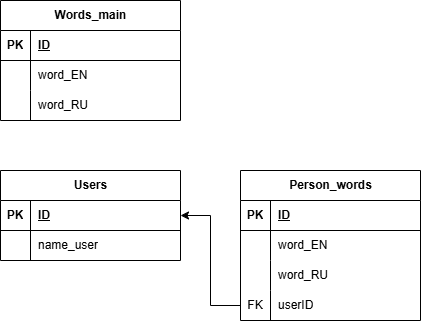 Words_main
PK ID
word_EN
word_RU
Users
PK ID
name_user
Person_words
PK ID
word_EN
word_RU
FK userID